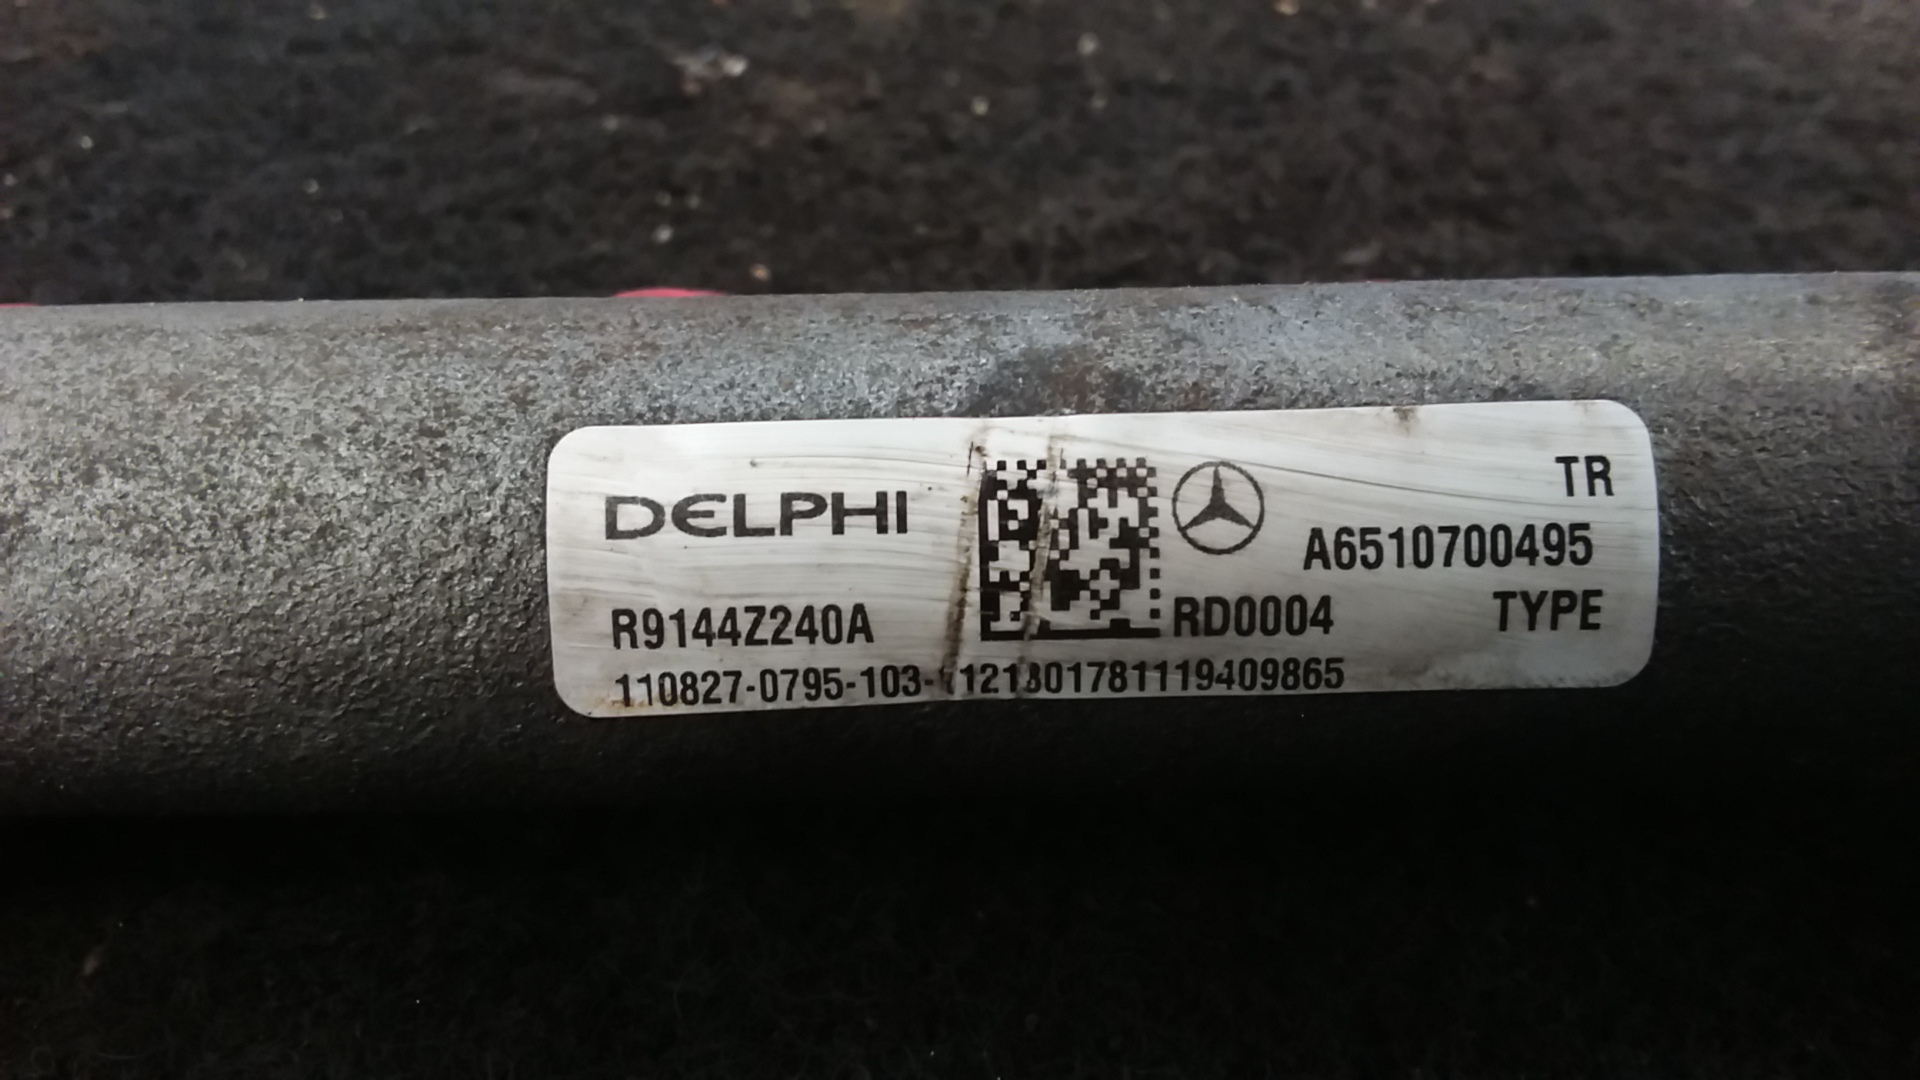 DELPHI
TR
A6510700495
R9144Z240A
RD0004
TYPE